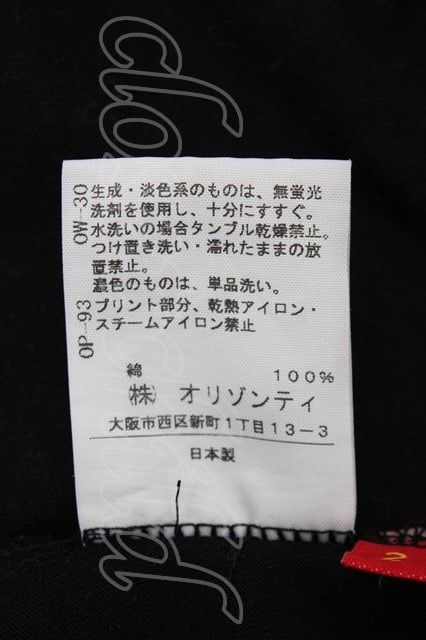 OW-30
生成・淡色系のものは、無蛍光
洗剤を使用し、十分にすすぐ。
水洗いの場合タンブル乾燥禁止。
つけ置き洗い・濡れたままの放
置禁止。
濃色のものは、単品洗い。
OP-93
プリント部分、乾熱アイロン・
スチームアイロン禁止
綿 100%
㈱ オリゾンティ
大阪市西区新町1丁目13-3
日本製
2
closet